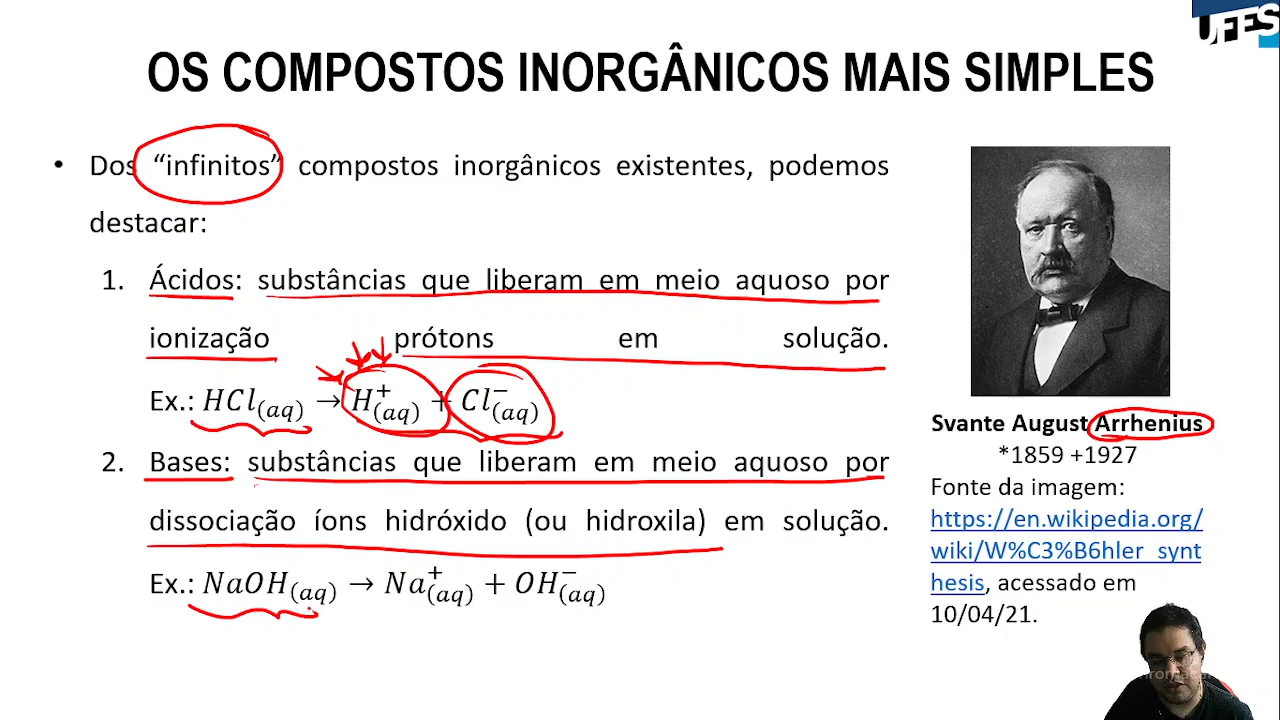 UFES
OS COMPOSTOS INORGÂNICOS MAIS SIMPLES
• Dos “infinitos” compostos inorgânicos existentes, podemos
destacar:
1. Ácidos: substâncias que liberam em meio aquoso por
ionização prótons em solução.
Ex.: HCl(aq) → H⁺(aq) + Cl⁻(aq)
2. Bases: substâncias que liberam em meio aquoso por
dissociação íons hidróxido (ou hidroxila) em solução.
Ex.: NaOH(aq) → Na⁺(aq) + OH⁻(aq)
Svante August Arrhenius
*1859 +1927
Fonte da imagem:
https://en.wikipedia.org/
wiki/W%C3%B6hler_synt
hesis, acessado em
10/04/21.